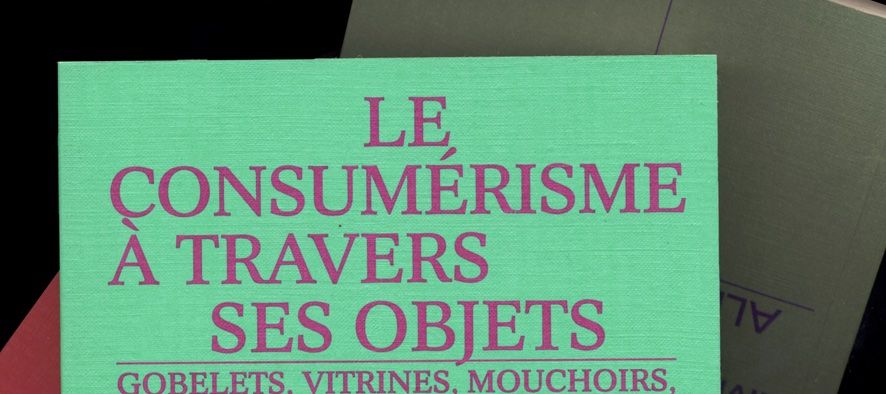 LE
CONSUMÉRISME
À TRAVERS
SES OBJETS
GOBELETS, VITRINES, MOUCHOIRS,